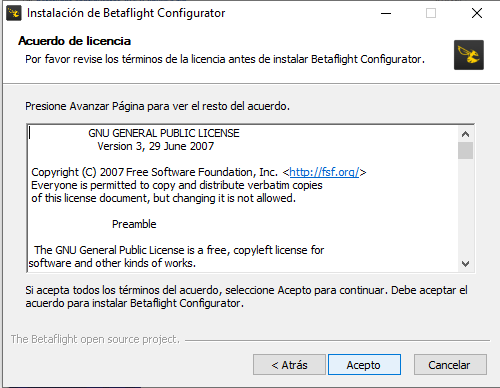 Instalación de Betaflight Configurator
Acuerdo de licencia
Por favor revise los términos de la licencia antes de instalar Betaflight Configurator.
Presione Avanzar Página para ver el resto del acuerdo.
GNU GENERAL PUBLIC LICENSE
Version 3, 29 June 2007
Copyright (C) 2007 Free Software Foundation, Inc. <http://fsf.org/>
Everyone is permitted to copy and distribute verbatim copies
of this license document, but changing it is not allowed.
Preamble
The GNU General Public License is a free, copyleft license for
software and other kinds of works.
Si acepta todos los términos del acuerdo, seleccione Acepto para continuar. Debe aceptar el
acuerdo para instalar Betaflight Configurator.
The Betaflight open source project.
< Atrás
Acepto
Cancelar